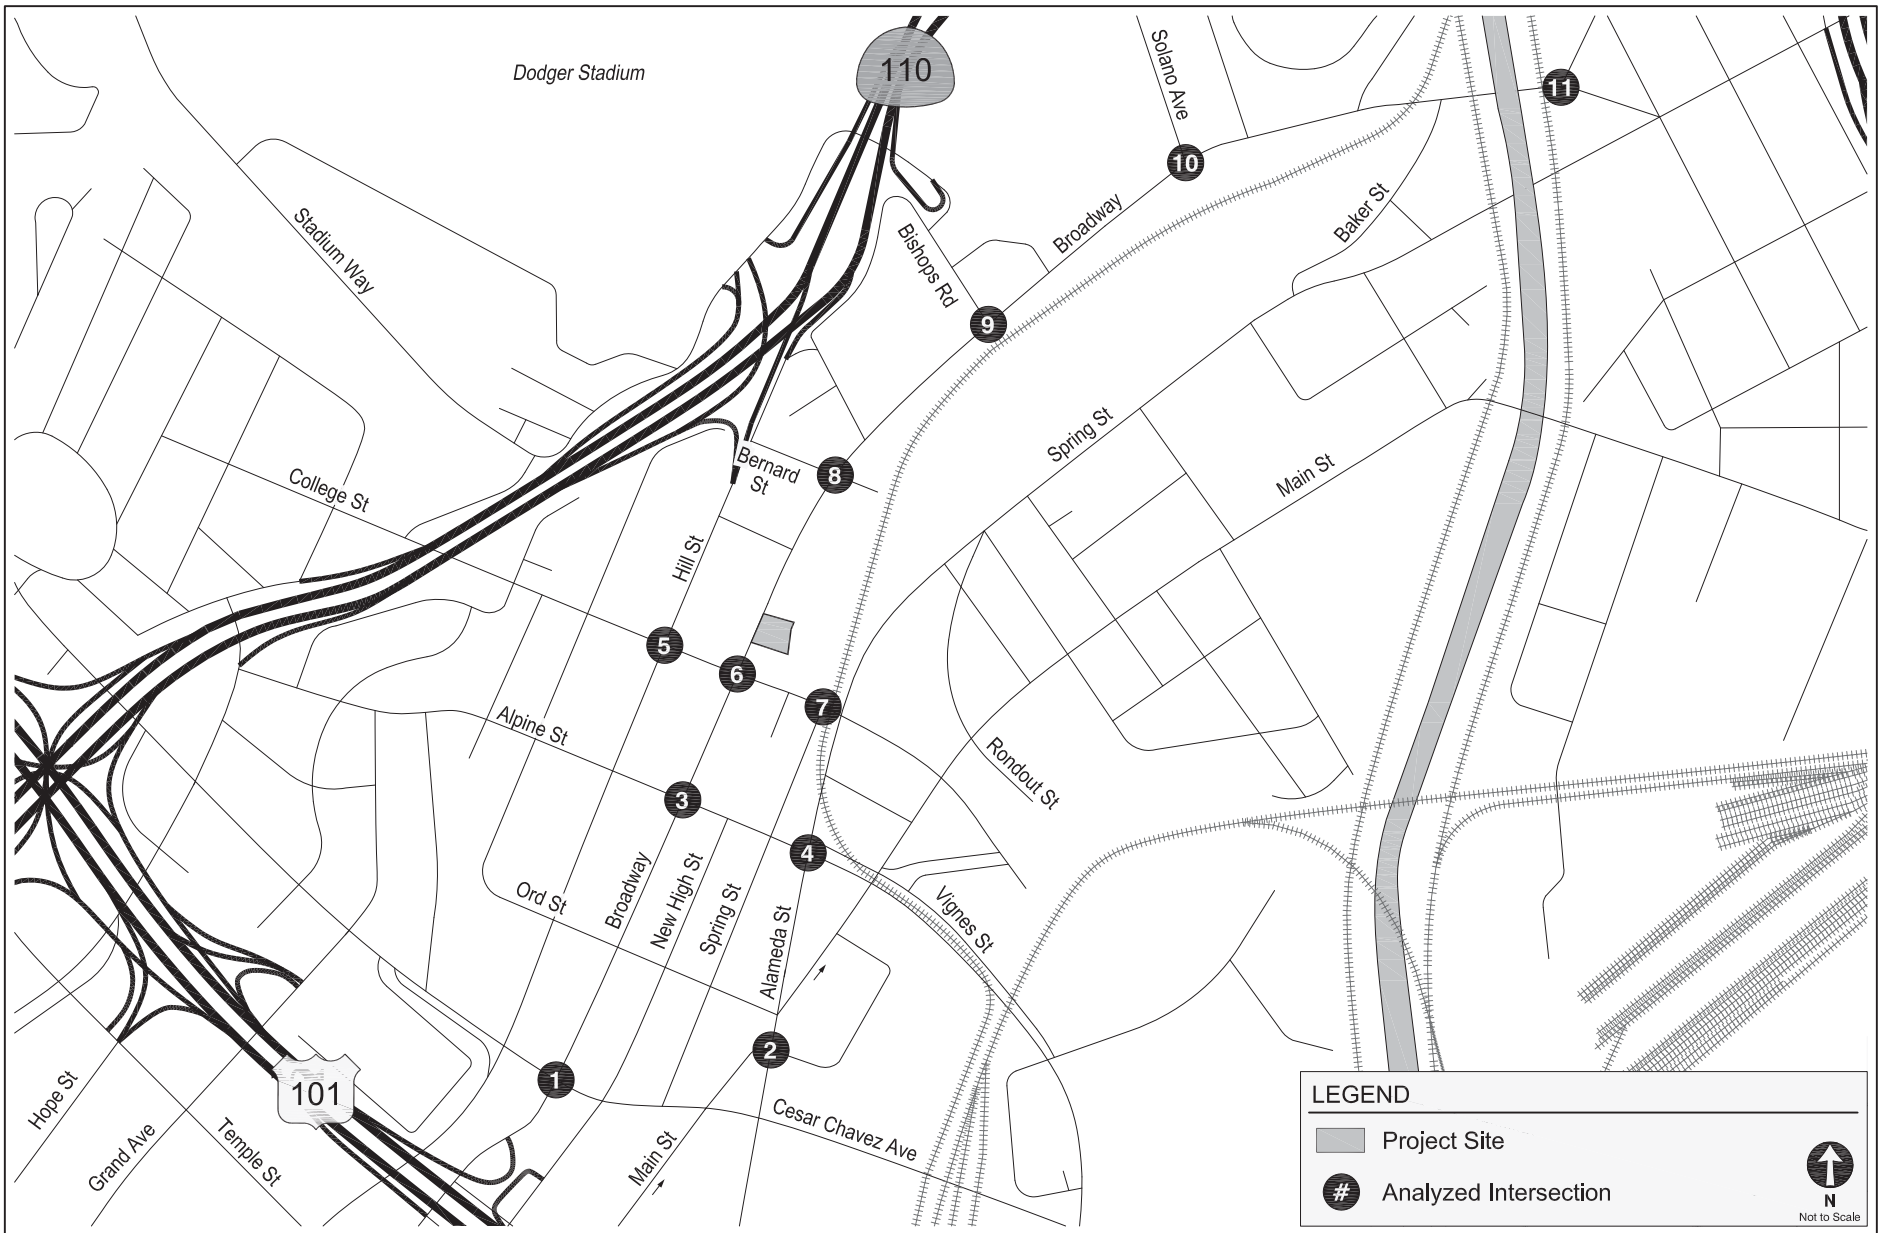 Dodger Stadium
110
Solano Ave
11
10
Stadium Way
Bishops Rd
Broadway
Baker St
9
Spring St
Main St
College St
Bernard
St
8
Hill St
5
6
7
Alpine St
Rondout St
3
4
Ord St
Broadway
New High St
Spring St
Alameda St
Vignes St
1
2
101
Hope St
Grand Ave
Temple St
Main St
Cesar Chavez Ave
LEGEND
Project Site
# Analyzed Intersection
N
Not to Scale